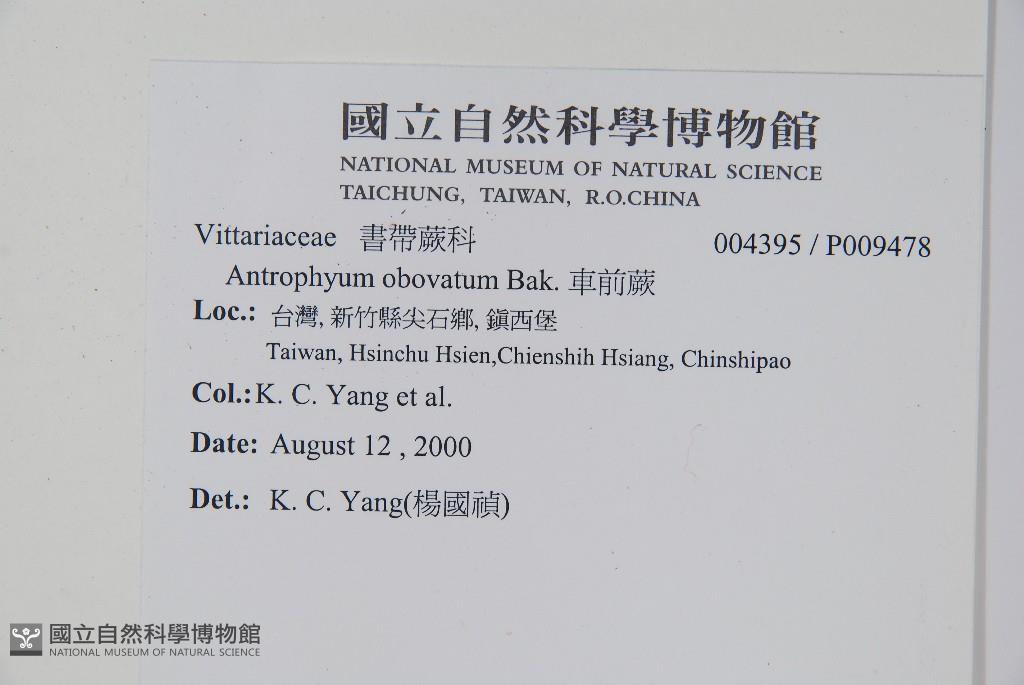 國立自然科學博物館
NATIONAL MUSEUM OF NATURAL SCIENCE
TAICHUNG, TAIWAN, R.O.CHINA
Vittariaceae 書帶蕨科 004395 / P009478
Antrophyum obovatum Bak. 車前蕨
Loc.: 台灣, 新竹縣尖石鄉, 鎮西堡
Taiwan, Hsinchu Hsien,Chienshih Hsiang, Chinshipao
Col.:K. C. Yang et al.
Date: August 12 , 2000
Det.: K. C. Yang(楊國禎)
國立自然科學博物館
NATIONAL MUSEUM OF NATURAL SCIENCE